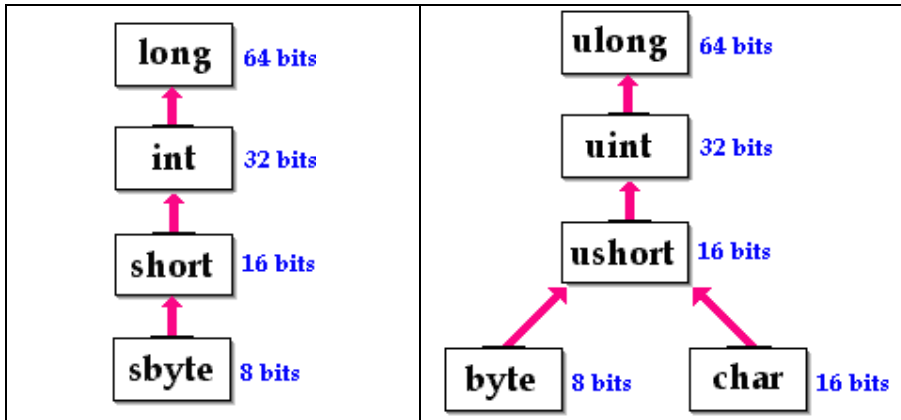 long 64 bits
int 32 bits
short 16 bits
sbyte 8 bits
ulong 64 bits
uint 32 bits
ushort 16 bits
byte 8 bits char 16 bits